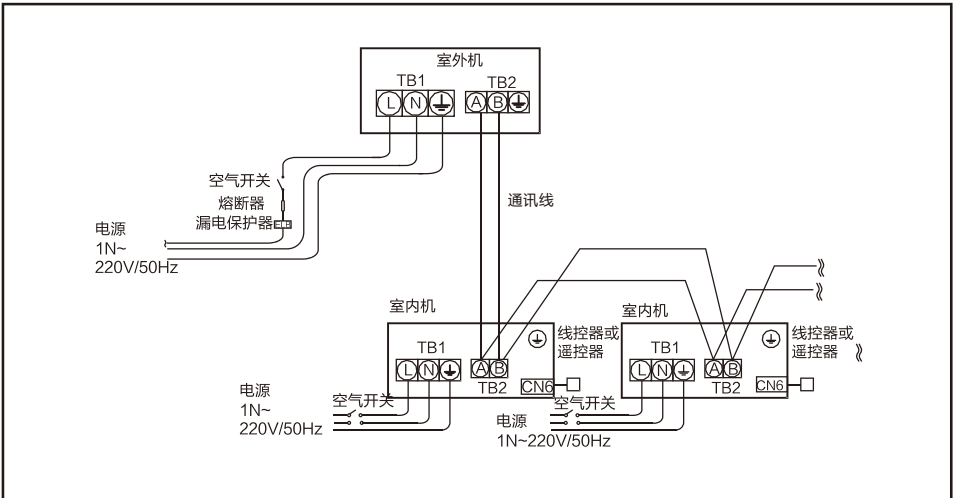 室外机
TB1
TB2
L N
A B
空气开关
熔断器
漏电保护器
电源
1N~
220V/50Hz
通讯线
室内机
TB1
L N
A B
TB2
CN6
线控器或
遥控器
电源
1N~
220V/50Hz
空气开关
室内机
TB1
L N
A B
TB2
CN6
线控器或
遥控器
空气开关
电源
1N~220V/50Hz